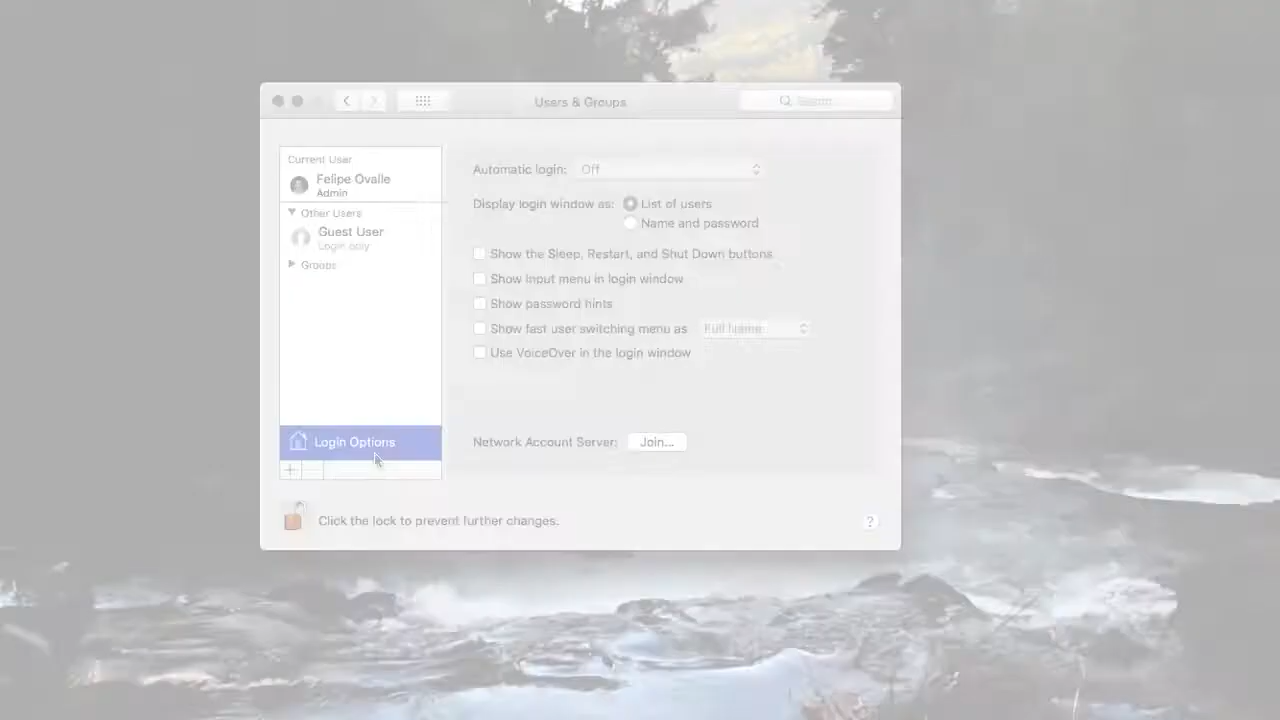 Users & Groups
Search
Current User
Felipe Ovalle
Admin
Other Users
Guest User
Login only
Groups
Login Options
Automatic login: Off
Display login window as: List of users
Name and password
Show the Sleep, Restart, and Shut Down buttons
Show Input menu in login window
Show password hints
Show fast user switching menu as Full Name
Use VoiceOver in the login window
Network Account Server: Join...
Click the lock to prevent further changes.
?